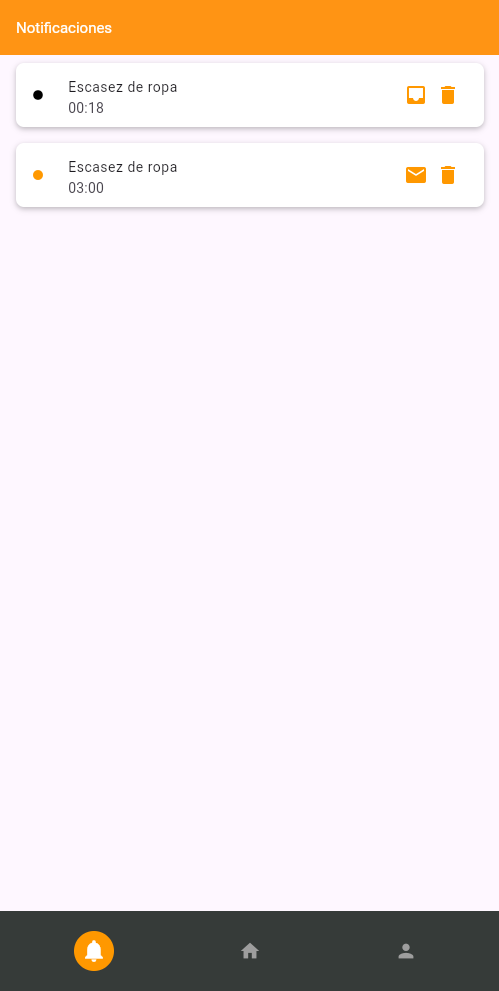 Notificaciones
Escasez de ropa
00:18
Escasez de ropa
03:00